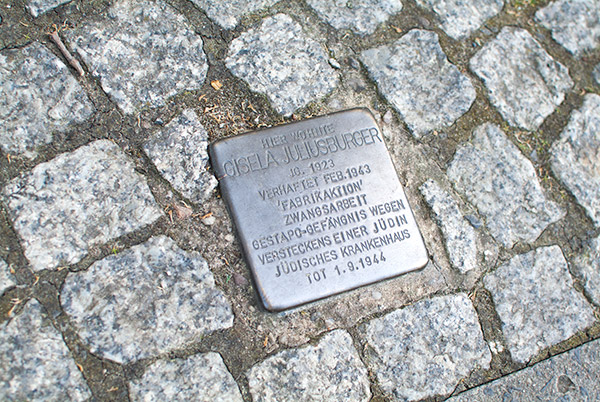 HIER WOHNTE
GISELA JULIUSBURGER
JG. 1923
VERHAFTET FEB.1943
'FABRIKAKTION'
ZWANGSARBEIT
GESTAPO-GEFÄNGNIS WEGEN
VERSTECKENS EINER JÜDIN
JÜDISCHES KRANKENHAUS
TOT 1.9.1944